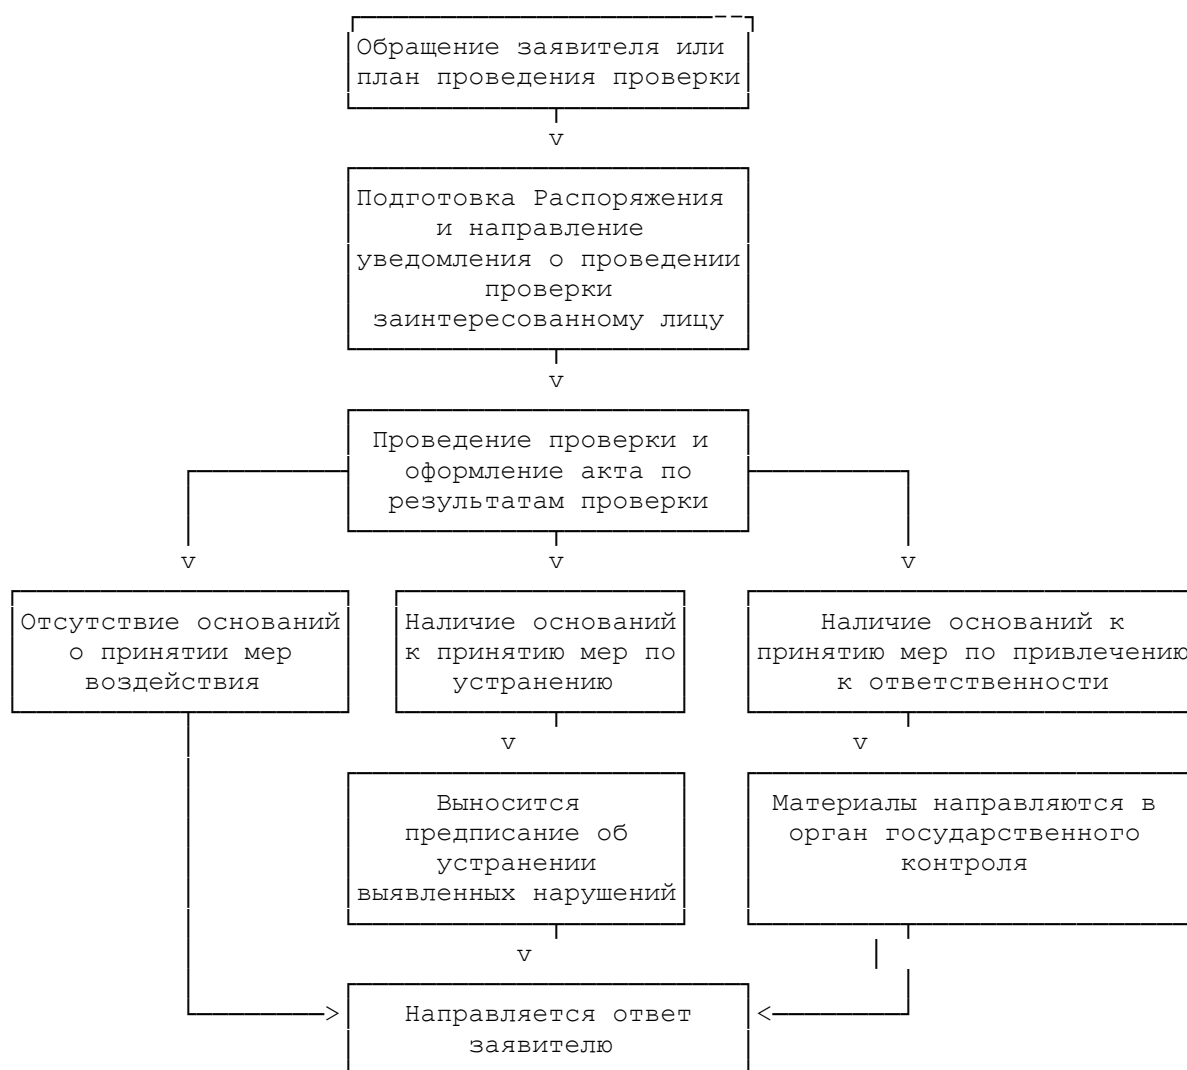 Обращение заявителя или
план проведения проверки
v
Подготовка Распоряжения
и направление
уведомления о проведении
проверки
заинтересованному лицу
v
Проведение проверки и
оформление акта по
результатам проверки
v
v
v
Отсутствие оснований
о принятии мер
воздействия
Наличие оснований
к принятию мер по
устранению
Наличие оснований к
принятию мер по привлечению
к ответственности
v
v
Выносится
предписание об
устранении
выявленных нарушений
Материалы направляются в
орган государственного
контроля
v
Направляется ответ
заявителю